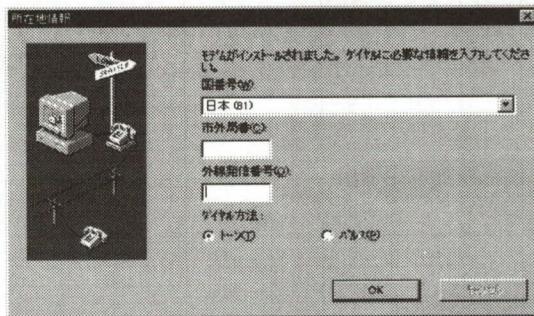 所在地情報
SEATTLE
モデムがインストールされました。ダイヤルに必要な情報を入力してくださ
い。
国番号(W):
日本 (81)
市外局番(C):
外線発信番号(O):
ダイヤル方法:
トーン(T)
パルス(P)
OK
キャンセル